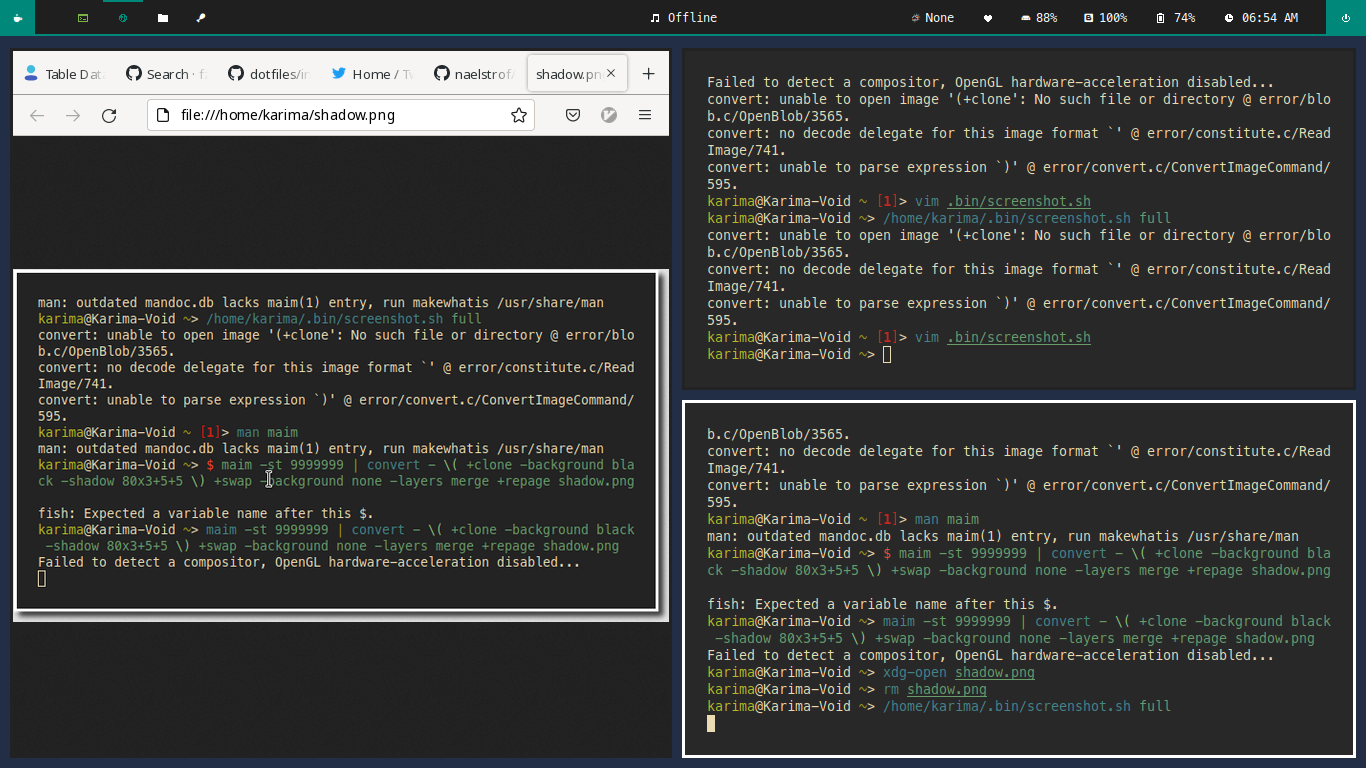 Offline
None
88%
100%
74%
06:54 AM
Table Dat
Search · f
dotfiles/in
Home / Tw
naelstrof/
shadow.pn
file:///home/karima/shadow.png
man: outdated mandoc.db lacks maim(1) entry, run makewhatis /usr/share/man
karima@Karima-Void ~> /home/karima/.bin/screenshot.sh full
convert: unable to open image '(+clone': No such file or directory @ error/blo
b.c/OpenBlob/3565.
convert: no decode delegate for this image format `' @ error/constitute.c/Read
Image/741.
convert: unable to parse expression `)' @ error/convert.c/ConvertImageCommand/
595.
karima@Karima-Void ~ [1]> man maim
man: outdated mandoc.db lacks maim(1) entry, run makewhatis /usr/share/man
karima@Karima-Void ~> $ maim -st 9999999 | convert - \( +clone -background bla
ck -shadow 80x3+5+5 \) +swap -background none -layers merge +repage shadow.png
fish: Expected a variable name after this $.
karima@Karima-Void ~> maim -st 9999999 | convert - \( +clone -background black
-shadow 80x3+5+5 \) +swap -background none -layers merge +repage shadow.png
Failed to detect a compositor, OpenGL hardware-acceleration disabled...
Failed to detect a compositor, OpenGL hardware-acceleration disabled...
convert: unable to open image '(+clone': No such file or directory @ error/blo
b.c/OpenBlob/3565.
convert: no decode delegate for this image format `' @ error/constitute.c/Read
Image/741.
convert: unable to parse expression `)' @ error/convert.c/ConvertImageCommand/
595.
karima@Karima-Void ~ [1]> vim .bin/screenshot.sh
karima@Karima-Void ~> /home/karima/.bin/screenshot.sh full
convert: unable to open image '(+clone': No such file or directory @ error/blo
b.c/OpenBlob/3565.
convert: no decode delegate for this image format `' @ error/constitute.c/Read
Image/741.
convert: unable to parse expression `)' @ error/convert.c/ConvertImageCommand/
595.
karima@Karima-Void ~ [1]> vim .bin/screenshot.sh
karima@Karima-Void ~>
b.c/OpenBlob/3565.
convert: no decode delegate for this image format `' @ error/constitute.c/Read
Image/741.
convert: unable to parse expression `)' @ error/convert.c/ConvertImageCommand/
595.
karima@Karima-Void ~ [1]> man maim
man: outdated mandoc.db lacks maim(1) entry, run makewhatis /usr/share/man
karima@Karima-Void ~> $ maim -st 9999999 | convert - \( +clone -background bla
ck -shadow 80x3+5+5 \) +swap -background none -layers merge +repage shadow.png
fish: Expected a variable name after this $.
karima@Karima-Void ~> maim -st 9999999 | convert - \( +clone -background black
-shadow 80x3+5+5 \) +swap -background none -layers merge +repage shadow.png
Failed to detect a compositor, OpenGL hardware-acceleration disabled...
karima@Karima-Void ~> xdg-open shadow.png
karima@Karima-Void ~> rm shadow.png
karima@Karima-Void ~> /home/karima/.bin/screenshot.sh full